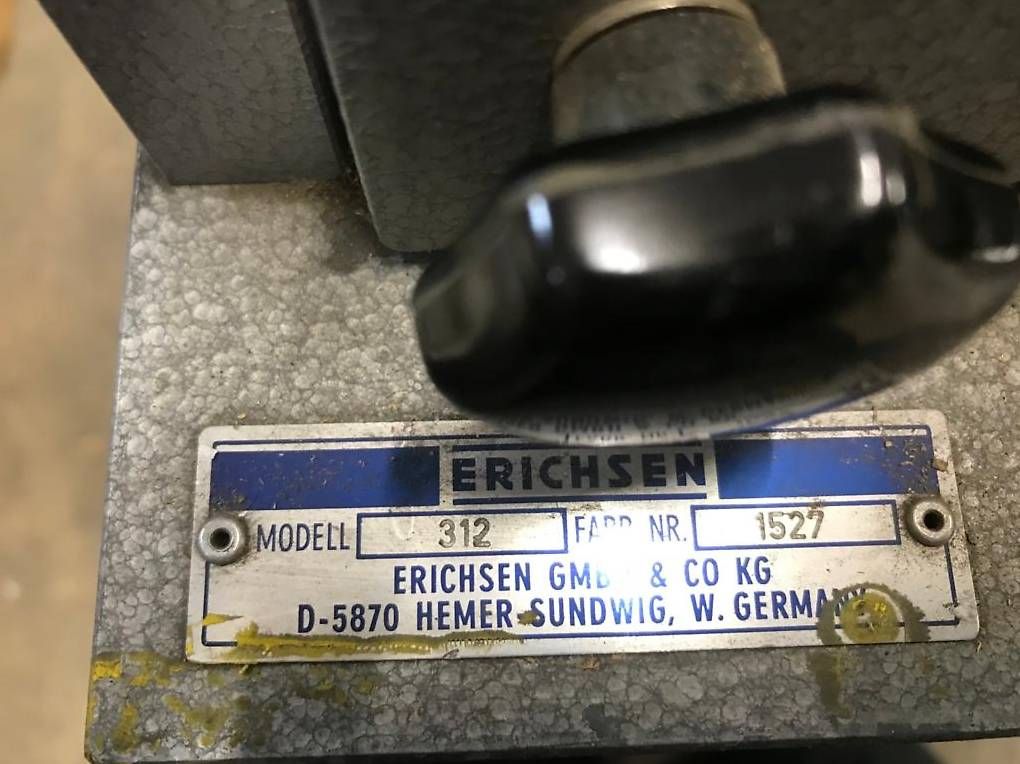 ERICHSEN
MODELL 312 FABR. NR. 1527
ERICHSEN GMBH & CO KG
D-5870 HEMER-SUNDWIG, W. GERMANY